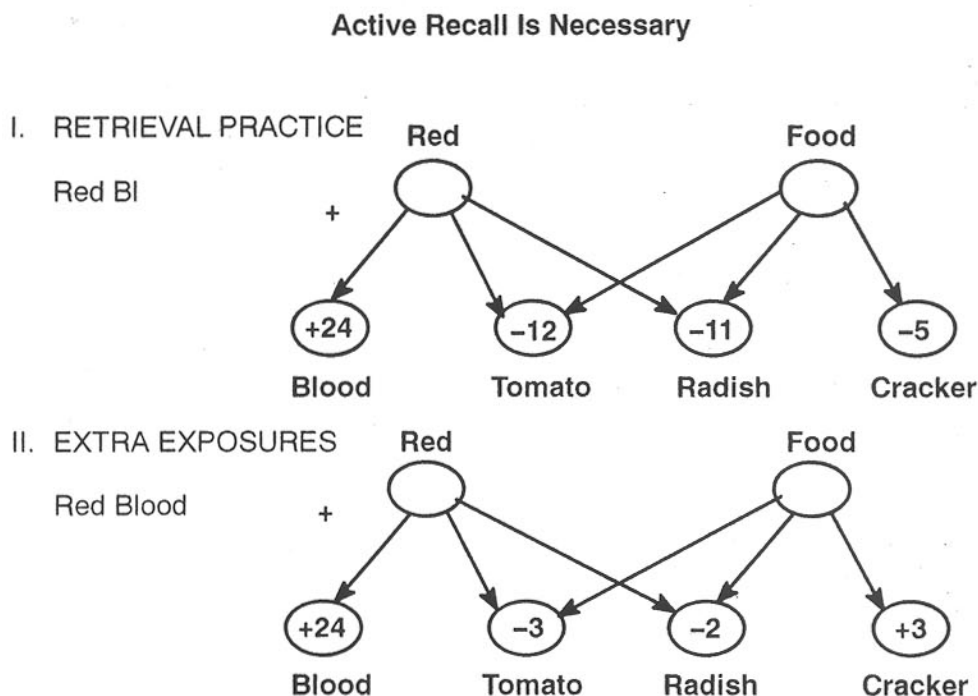 Active Recall Is Necessary
I. RETRIEVAL PRACTICE
Red
Food
Red Bl
+
+24
–12
–11
–5
Blood
Tomato
Radish
Cracker
II. EXTRA EXPOSURES
Red
Food
Red Blood
+
+24
–3
–2
+3
Blood
Tomato
Radish
Cracker